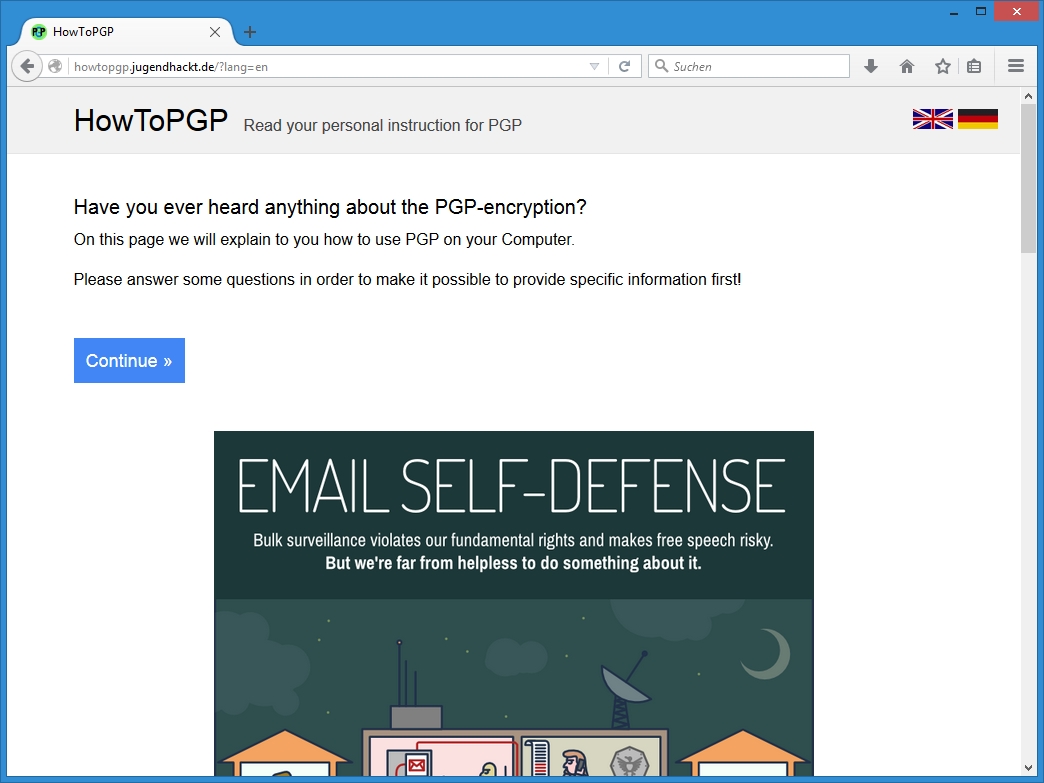 HowToPGP
howtopgp.jugendhackt.de/?lang=en
Suchen
HowToPGP Read your personal instruction for PGP
Have you ever heard anything about the PGP-encryption?
On this page we will explain to you how to use PGP on your Computer.
Please answer some questions in order to make it possible to provide specific information first!
Continue »
EMAIL SELF-DEFENSE
Bulk surveillance violates our fundamental rights and makes free speech risky.
But we're far from helpless to do something about it.